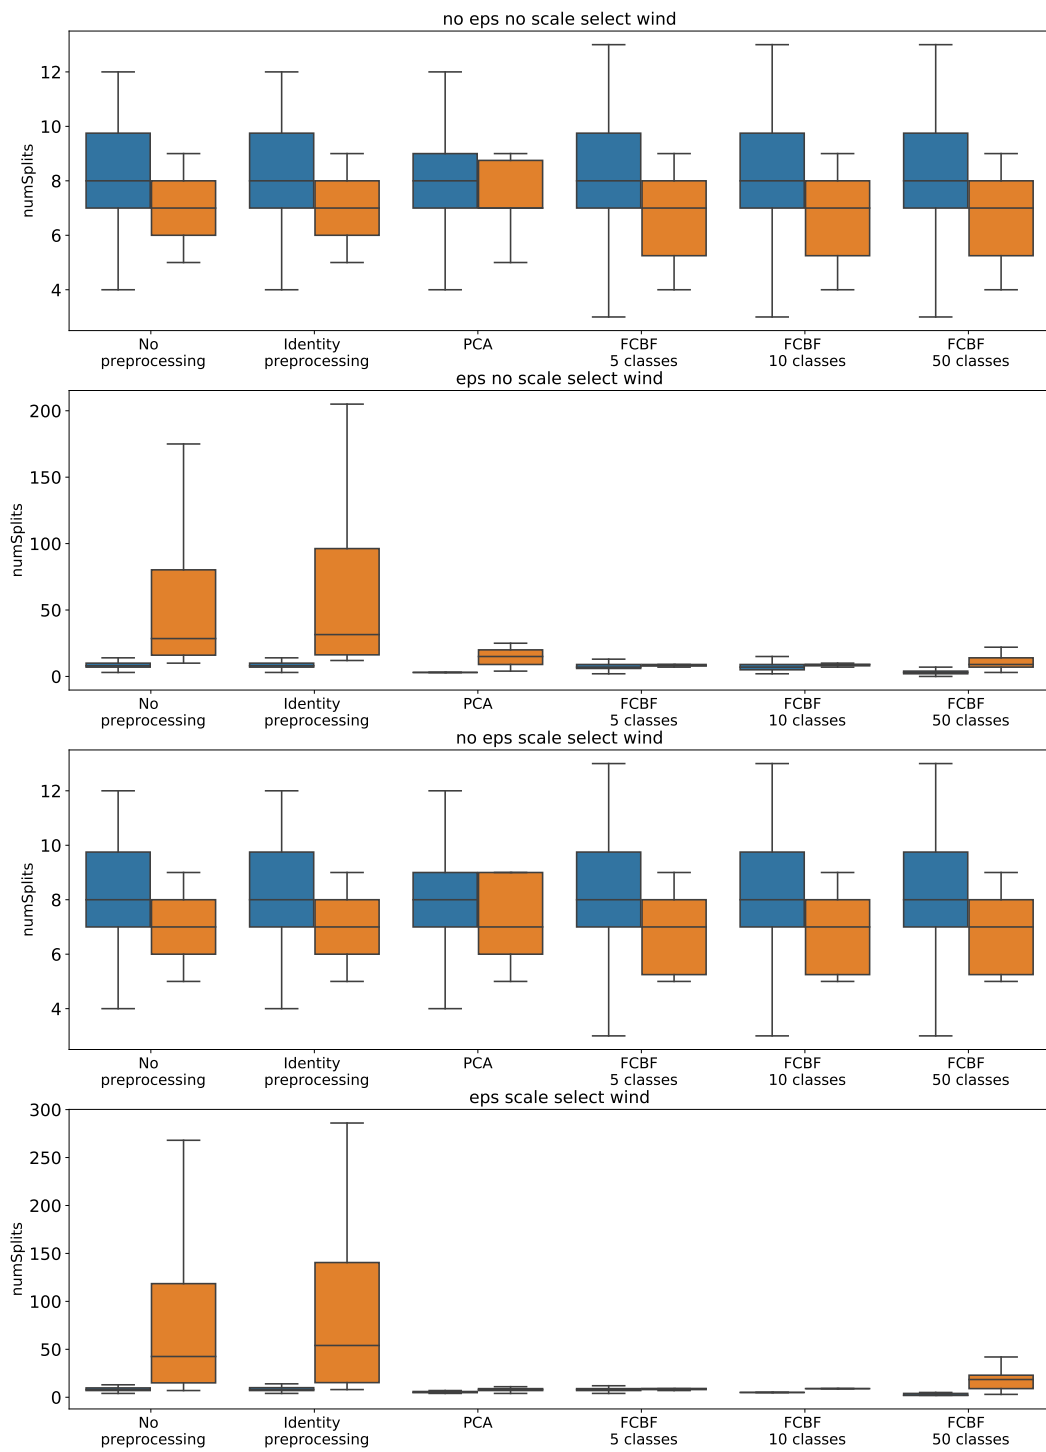 no eps no scale select wind
numSplits
12
10
8
6
4
No preprocessing
Identity preprocessing
PCA
FCBF 5 classes
FCBF 10 classes
FCBF 50 classes
eps no scale select wind
numSplits
200
150
100
50
0
No preprocessing
Identity preprocessing
PCA
FCBF 5 classes
FCBF 10 classes
FCBF 50 classes
no eps scale select wind
numSplits
12
10
8
6
4
No preprocessing
Identity preprocessing
PCA
FCBF 5 classes
FCBF 10 classes
FCBF 50 classes
eps scale select wind
numSplits
300
250
200
150
100
50
0
No preprocessing
Identity preprocessing
PCA
FCBF 5 classes
FCBF 10 classes
FCBF 50 classes